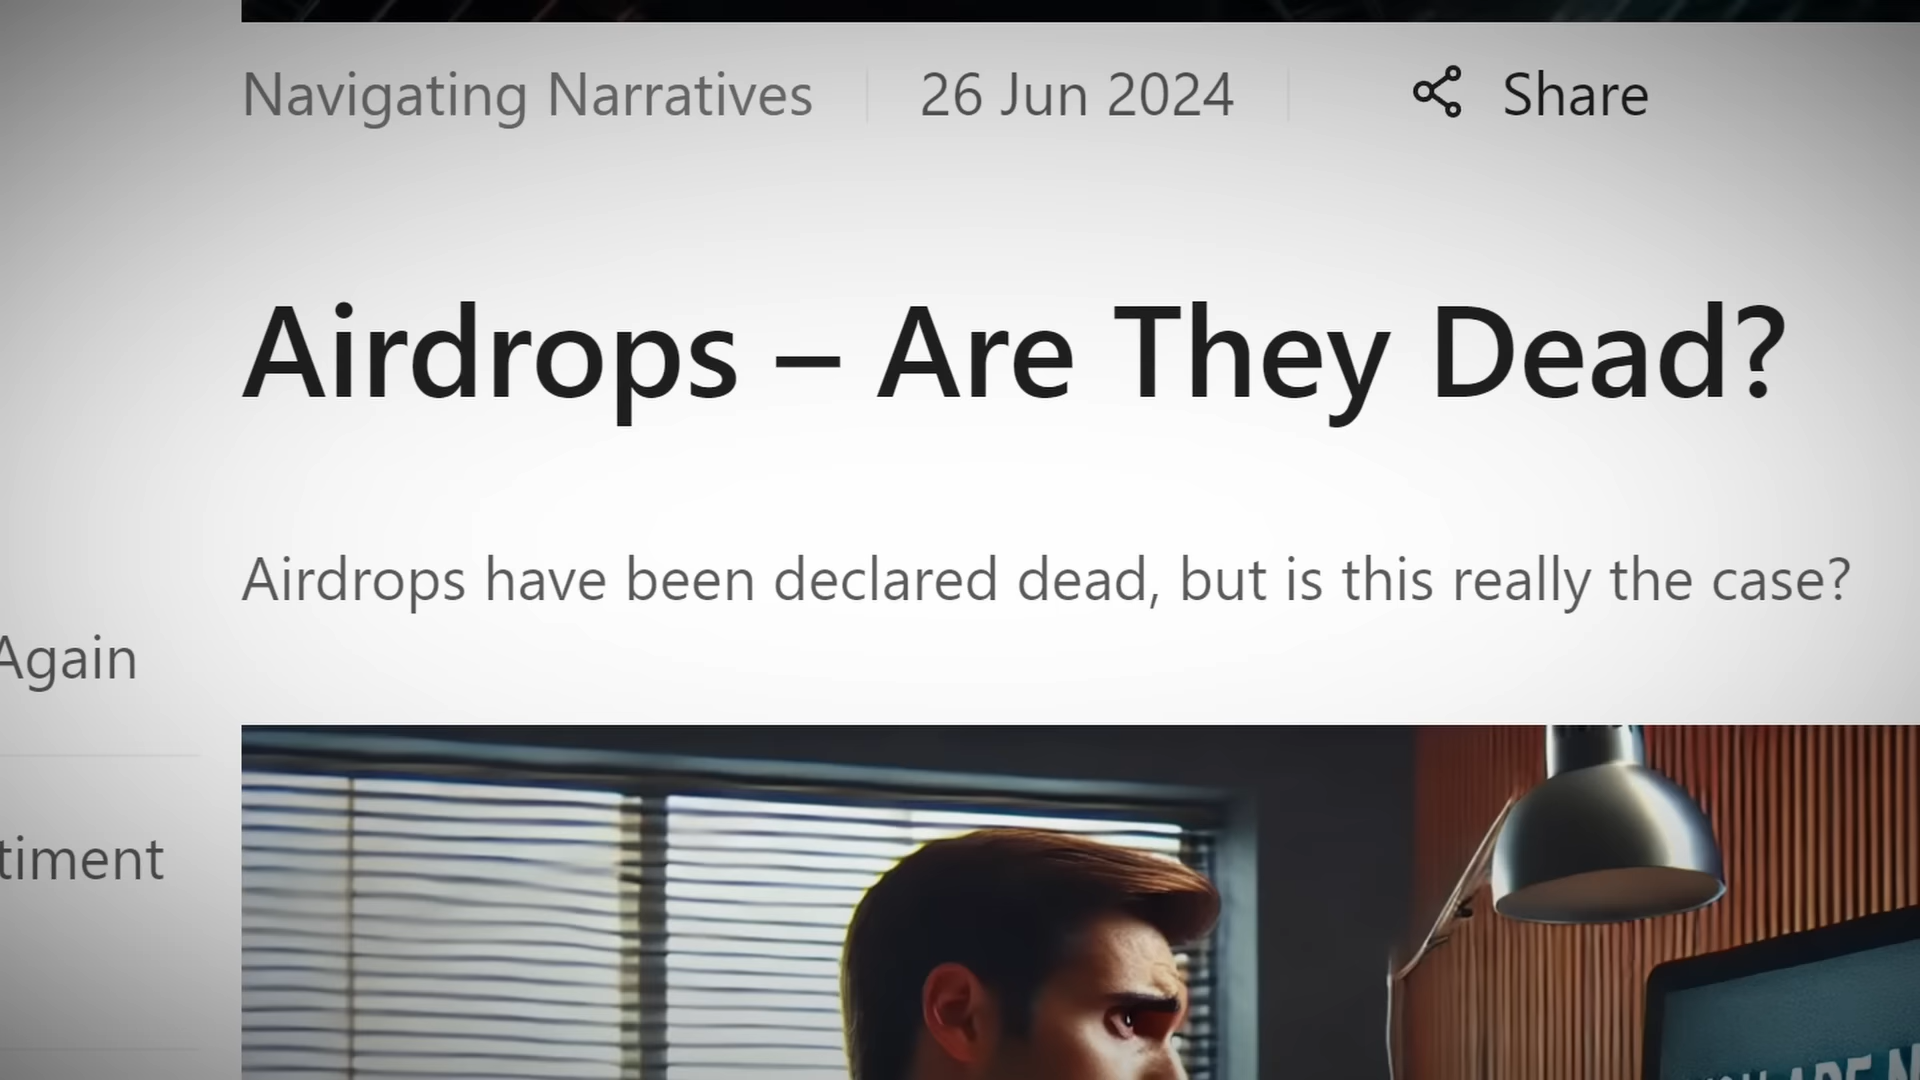 Navigating Narratives
26 Jun 2024
Share
Airdrops – Are They Dead?
Airdrops have been declared dead, but is this really the case?
Again
timent
ARE